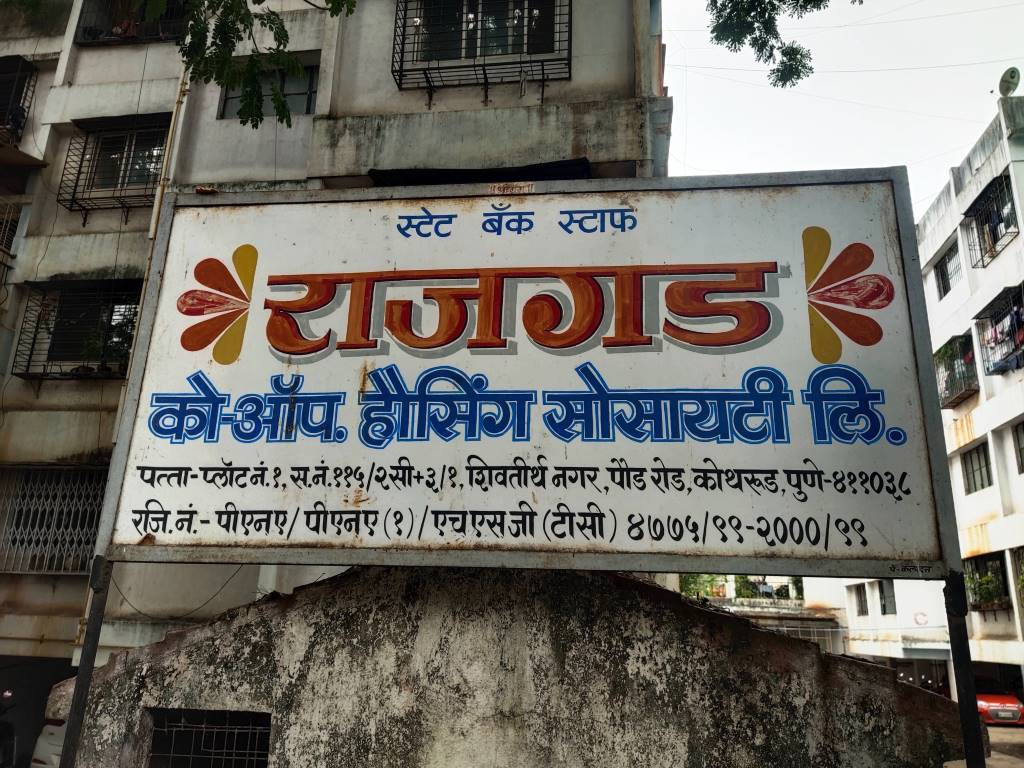 ॥ श्रीराम ॥
स्टेट बँक स्टाफ
राजगड
को-ऑप. हौसिंग सोसायटी लि.
पत्ता-प्लॉट नं.१, स.नं.११५/२सी+३/१, शिवतीर्थ नगर, पौड रोड, कोथरूड, पुणे-४११०३८
रजि.नं.- पीएनए/पीएनए(१)/एचएसजी(टीसी) ४७७५/९९-२०००/९९